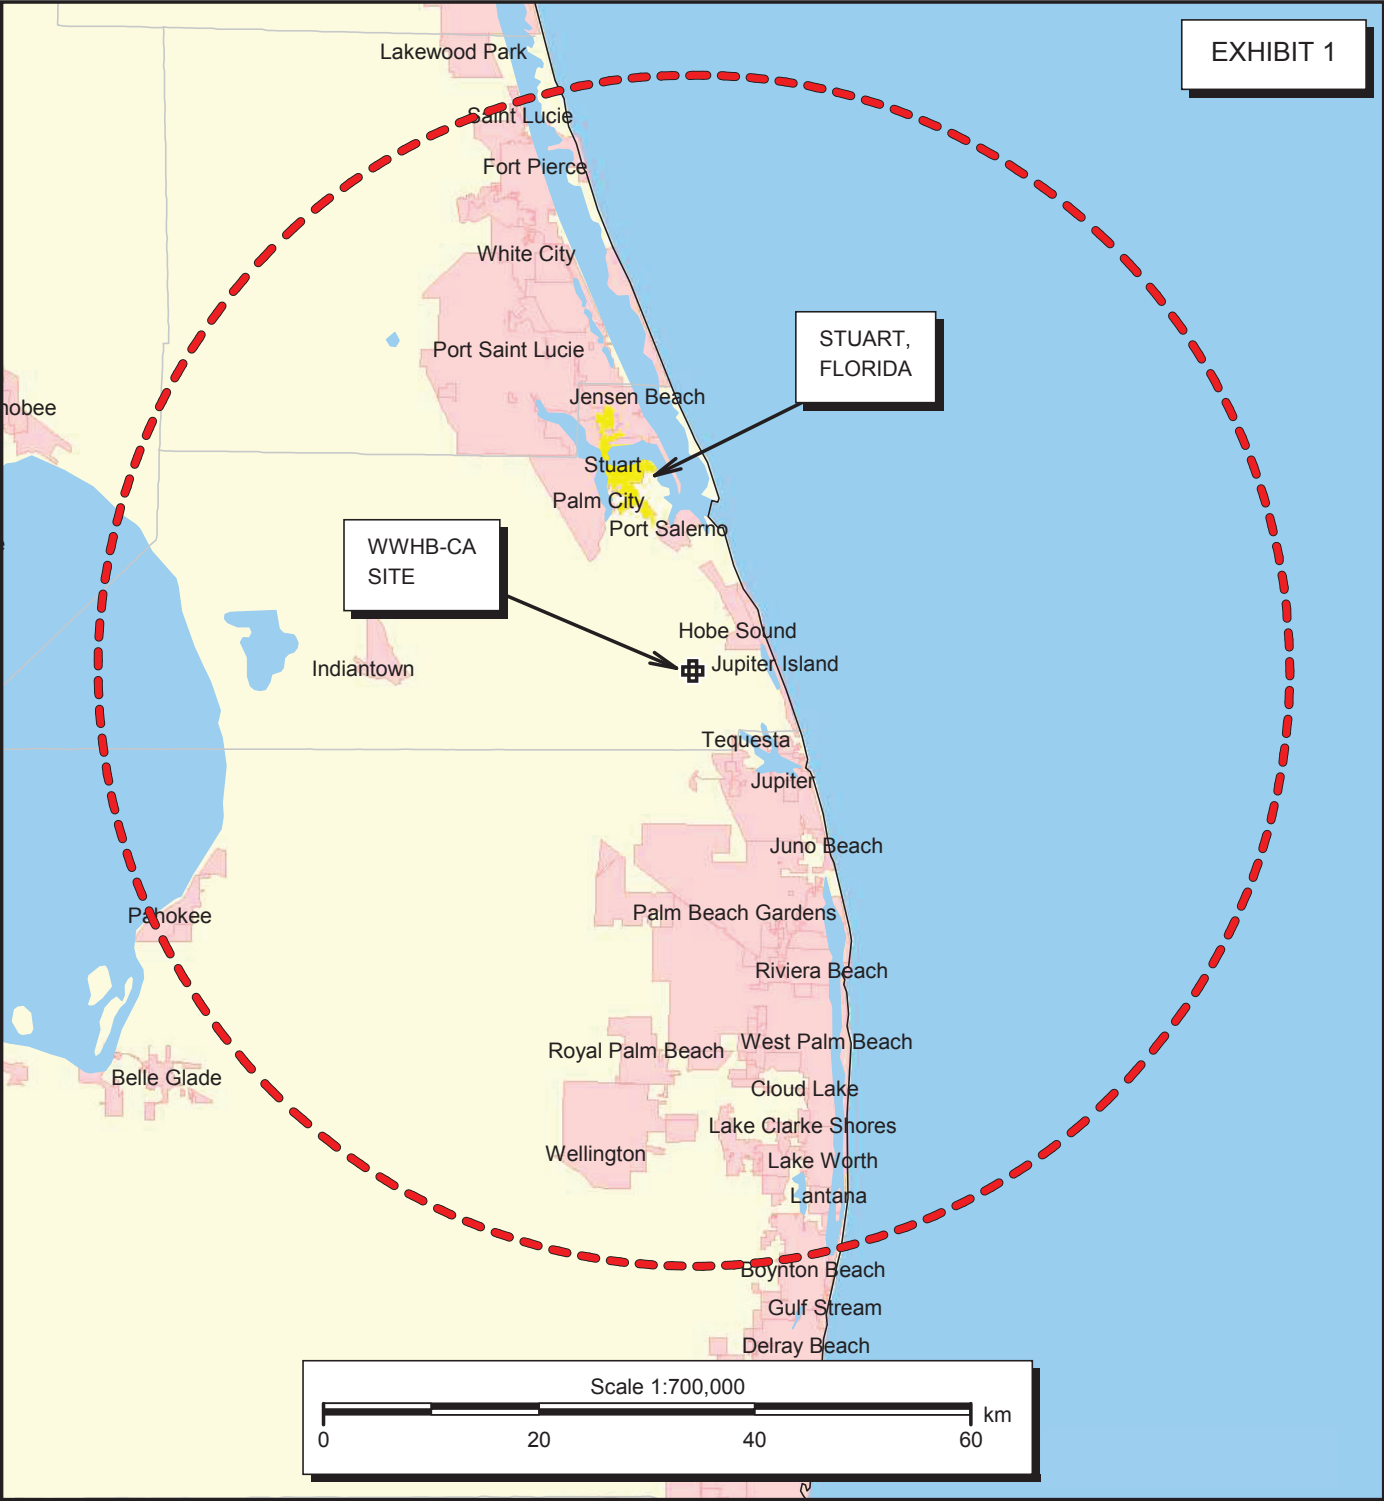 EXHIBIT 1
Lakewood Park
Saint Lucie
Fort Pierce
White City
STUART,
FLORIDA
Port Saint Lucie
Jensen Beach
hobee
Stuart
Palm City
Port Salerno
WWHB-CA
SITE
Hobe Sound
Jupiter Island
Indiantown
Tequesta
Jupiter
Juno Beach
Palm Beach Gardens
Pahokee
Riviera Beach
West Palm Beach
Royal Palm Beach
Belle Glade
Cloud Lake
Lake Clarke Shores
Wellington
Lake Worth
Lantana
Boynton Beach
Gulf Stream
Delray Beach
Scale 1:700,000
km
0 20 40 60